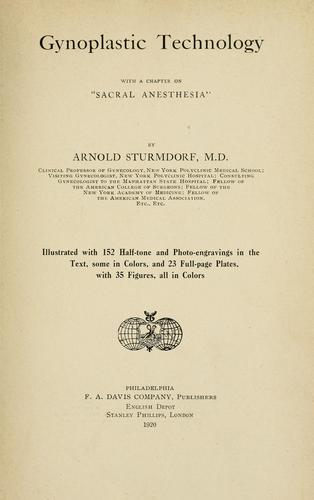 Gynoplastic Technology
WITH A CHAPTER ON
"SACRAL ANESTHESIA"
BY
ARNOLD STURMDORF, M.D.
Clinical Professor of Gynecology, New York Polyclinic Medical School;
Visiting Gynecologist, New York Polyclinic Hospital; Consulting
Gynecologist to the Manhattan State Hospital; Fellow of
the American College of Surgeons; Fellow of the
New York Academy of Medicine; Fellow of
the American Medical Association,
Etc., Etc.
Illustrated with 152 Half-tone and Photo-engravings in the
Text, some in Colors, and 23 Full-page Plates,
with 35 Figures, all in Colors
PHILADELPHIA
F. A. DAVIS COMPANY, Publishers
English Depot
Stanley Phillips, London
1920